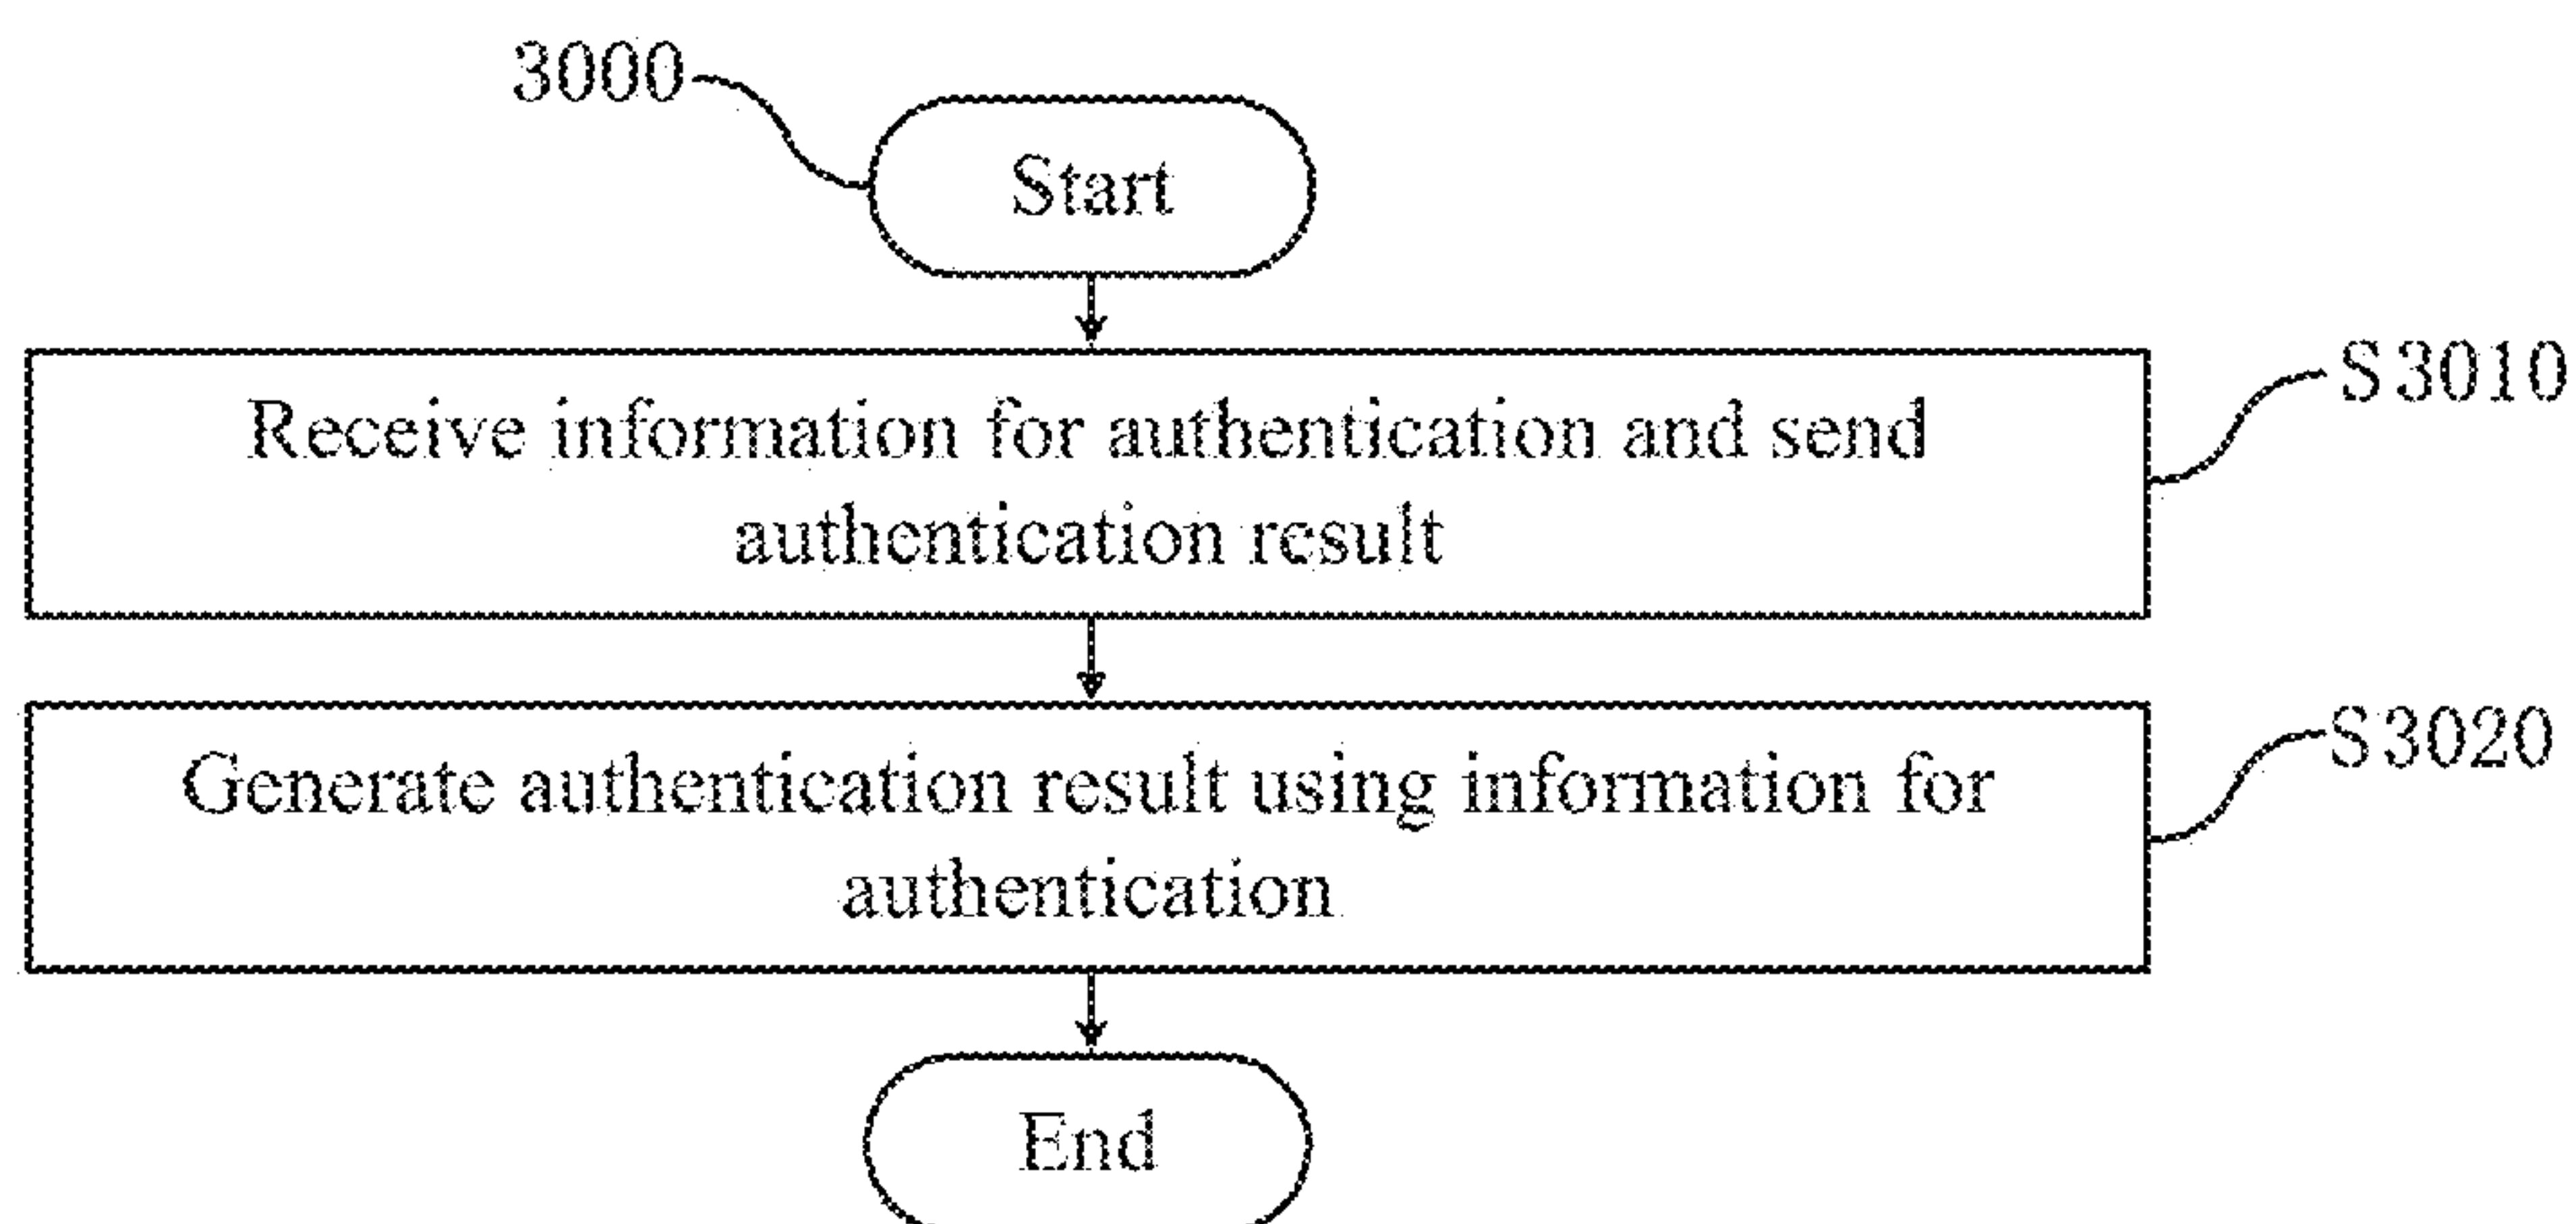 3000
Start
S3010
Receive information for authentication and send
authentication result
S3020
Generate authentication result using information for
authentication
End